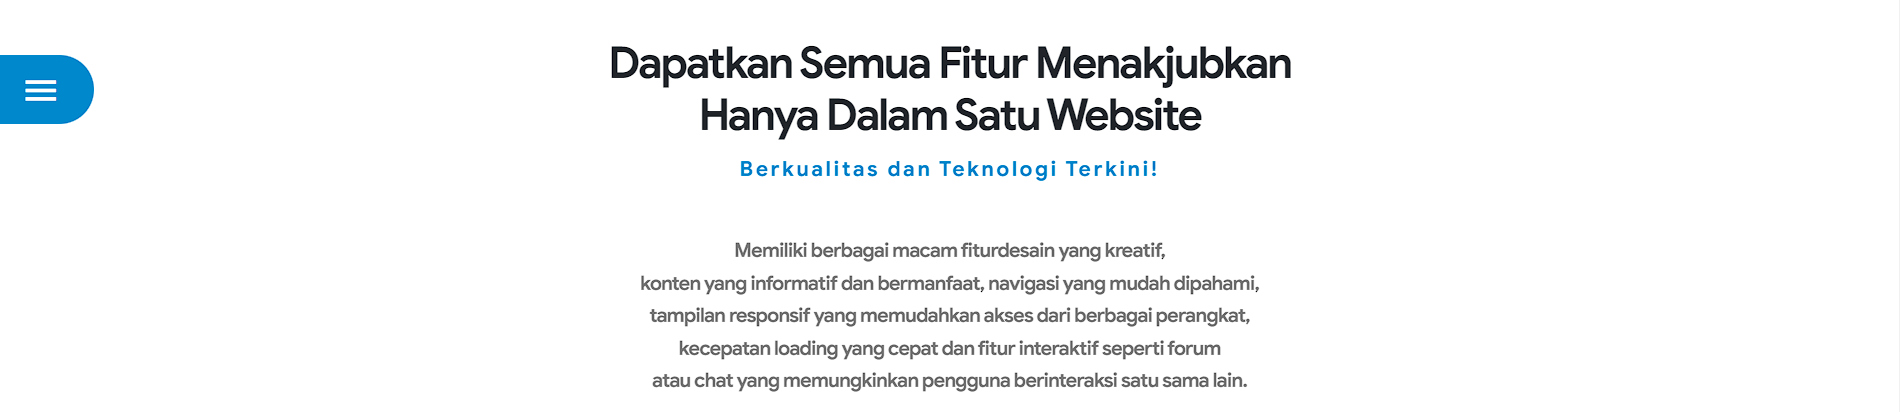 Dapatkan Semua Fitur Menakjubkan
Hanya Dalam Satu Website
Berkualitas dan Teknologi Terkini!
Memiliki berbagai macam fiturdesain yang kreatif,
konten yang informatif dan bermanfaat, navigasi yang mudah dipahami,
tampilan responsif yang memudahkan akses dari berbagai perangkat,
kecepatan loading yang cepat dan fitur interaktif seperti forum
atau chat yang memungkinkan pengguna berinteraksi satu sama lain.